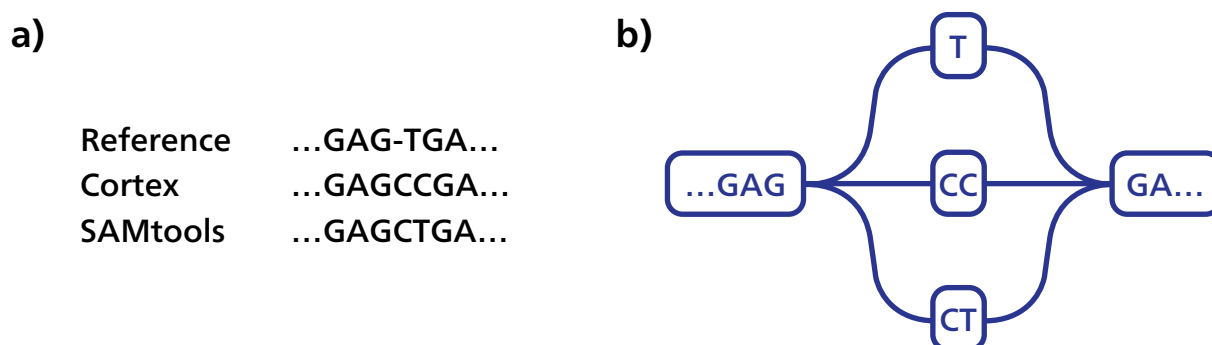 a)
Reference ...GAG-TGA...
Cortex ...GAGCCGA...
SAMtools ...GAGCTGA...
b)
T
...GAG
CC
GA...
CT